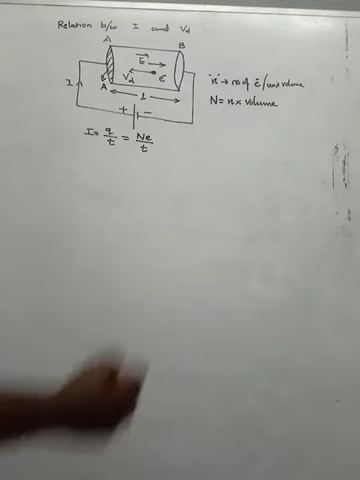 Relation b/w I and Vd
A B
E
I Vd e
A l
+ -
I = q/t = Ne/t
'n' → no of e/unit volume
N = n x volume